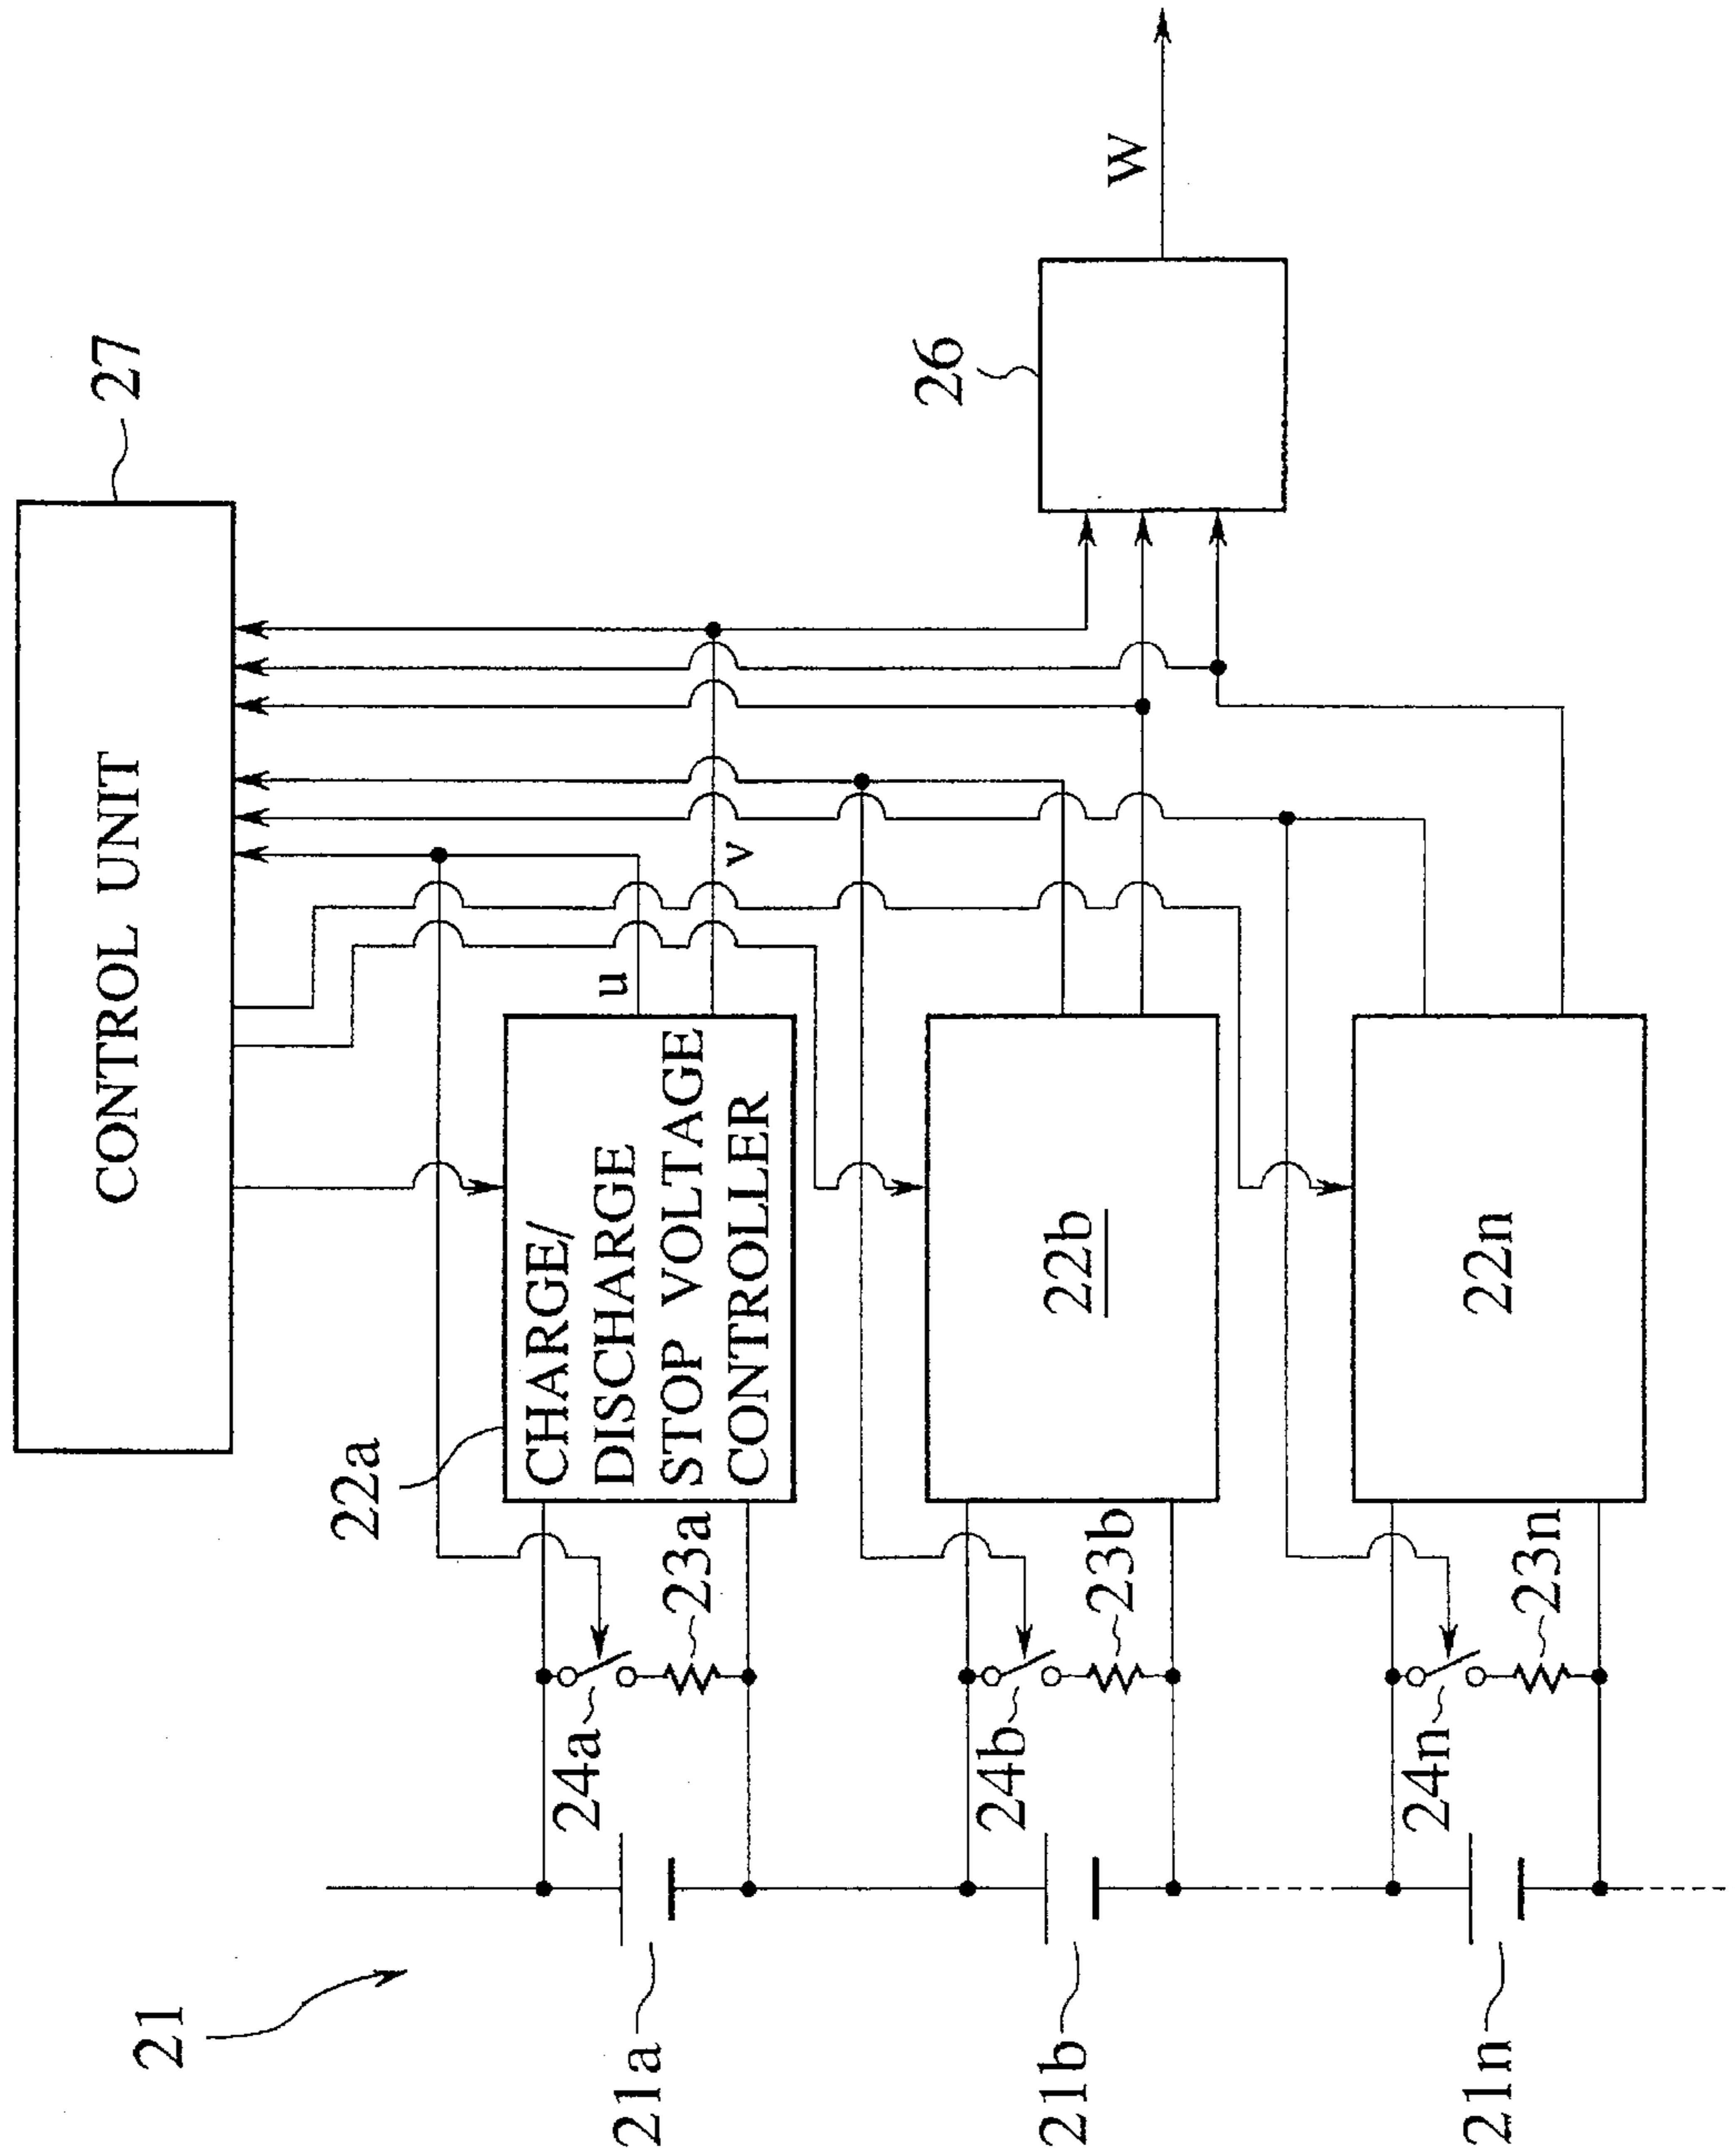 CONTROL UNIT
27
22a
CHARGE/
DISCHARGE
STOP VOLTAGE
CONTROLLER
u
v
22b
22n
26
W
24a
23a
24b
23b
24n
23n
21
21a
21b
21n